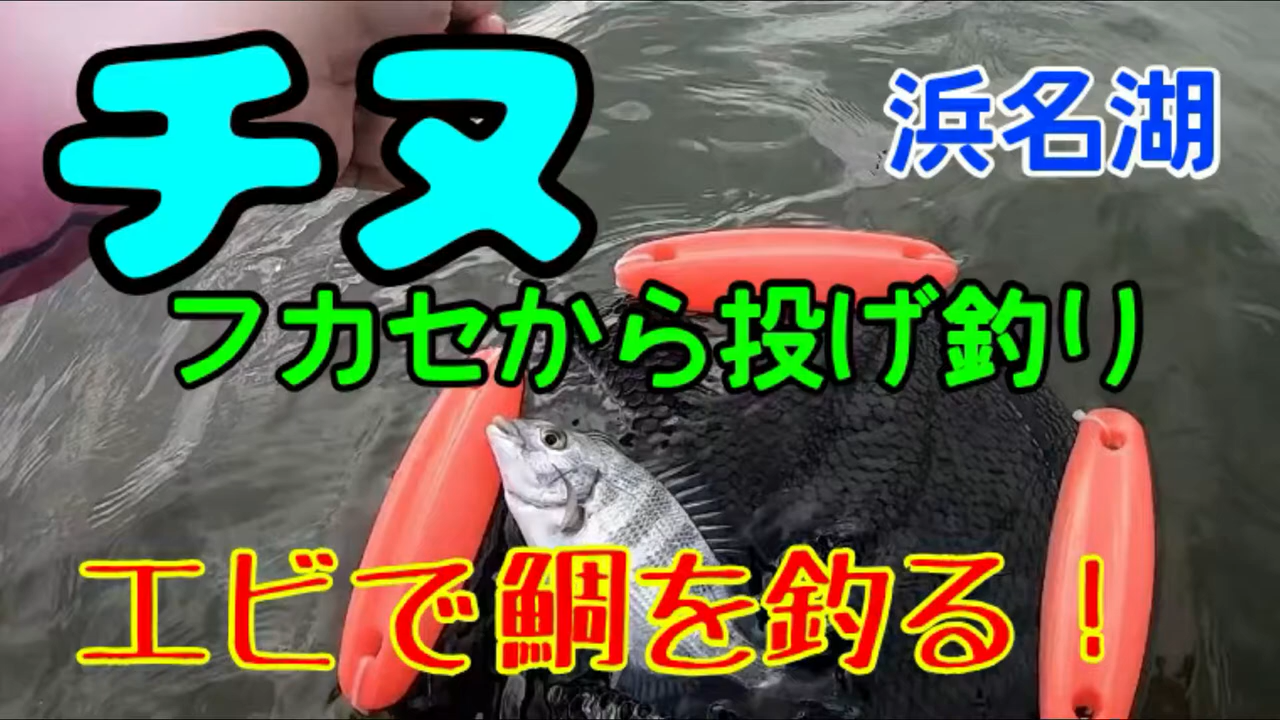 チヌ
浜名湖
フカセから投げ釣り
エビで鯛を釣る！